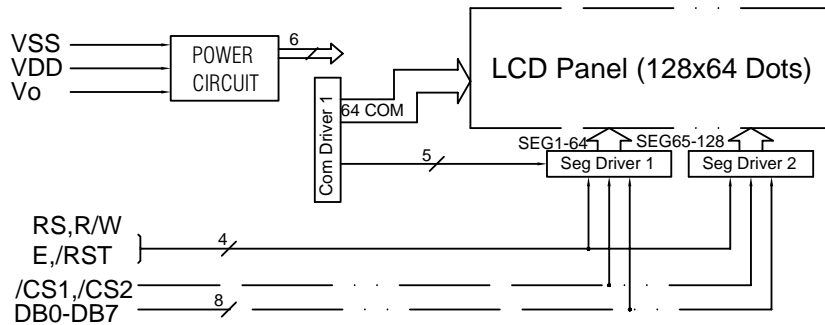 VSS
VDD
Vo
POWER
CIRCUIT
6
LCD Panel (128x64 Dots)
Com Driver 1
64 COM
SEG1-64
SEG65-128
5
Seg Driver 1
Seg Driver 2
RS,R/W
E,/RST
4
/CS1,/CS2
DB0-DB7
8